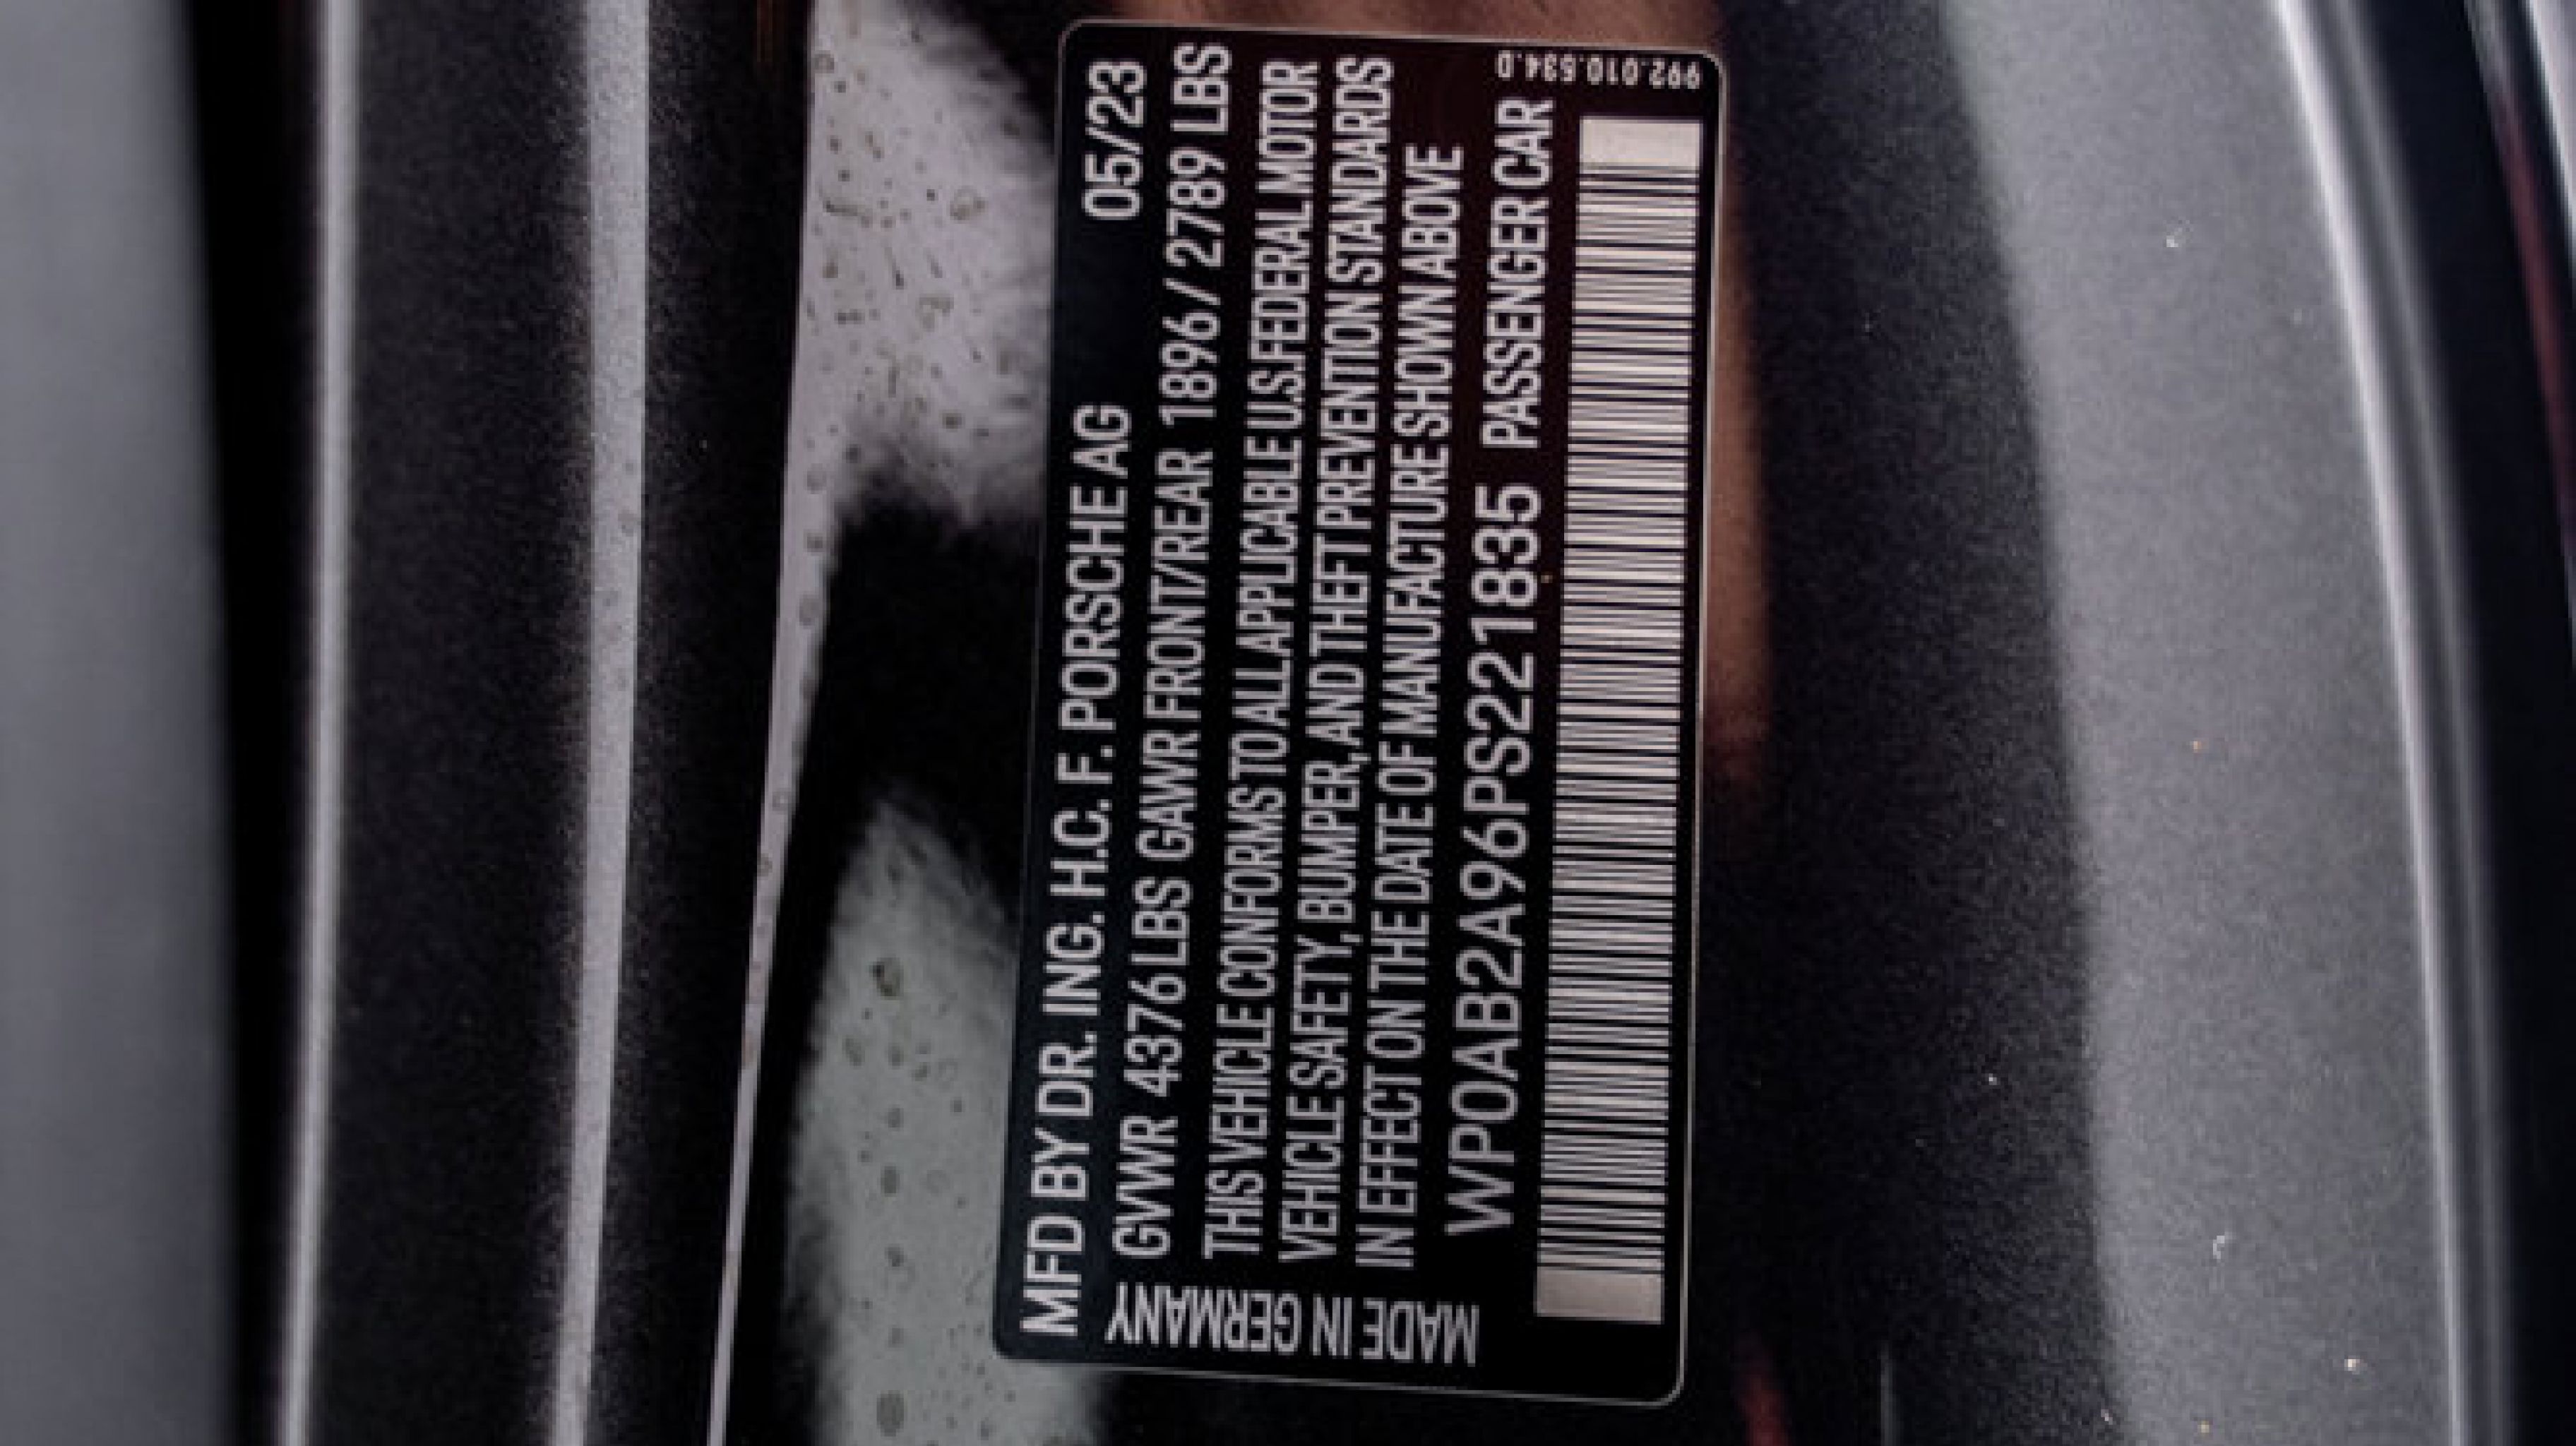 MFD BY DR. ING. H.C. F. PORSCHE AG 05/23
GVWR 4376 LBS GAWR FRONT/REAR 1896 / 2789 LBS
THIS VEHICLE CONFORMS TO ALL APPLICABLE U.S. FEDERAL MOTOR
VEHICLE SAFETY, BUMPER, AND THEFT PREVENTION STANDARDS
IN EFFECT ON THE DATE OF MANUFACTURE SHOWN ABOVE
WP0AB2A96PS221835 PASSENGER CAR
MADE IN GERMANY
992.010.534.D